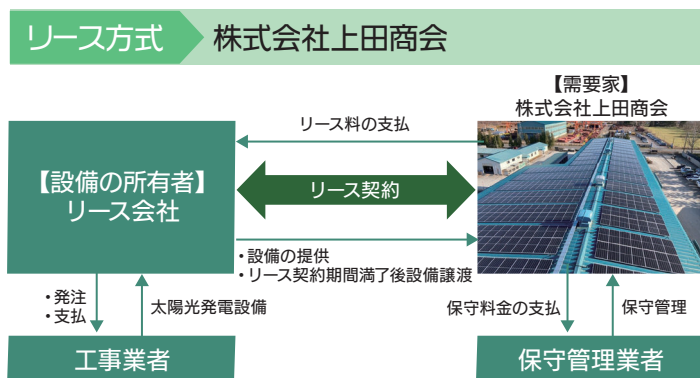 リース方式 株式会社上田商会
【需要家】
株式会社上田商会
リース料の支払
【設備の所有者】
リース会社
リース契約
・設備の提供
・リース契約期間満了後設備譲渡
・発注
・支払
太陽光発電設備
保守料金の支払
保守管理
工事業者
保守管理業者